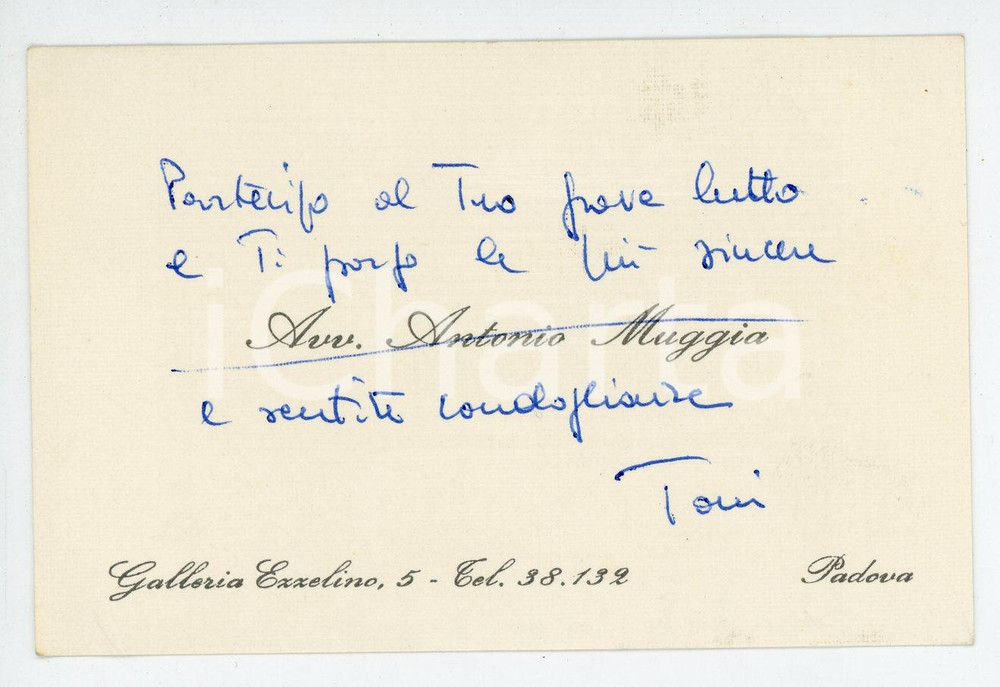 Partecipo al Tuo grave lutto
e Ti porgo le più sincere
Avv. Antonio Muggia
e sentite condoglianze
Toni
Galleria Ezzelino, 5 - Tel. 38.132 Padova
iCharta